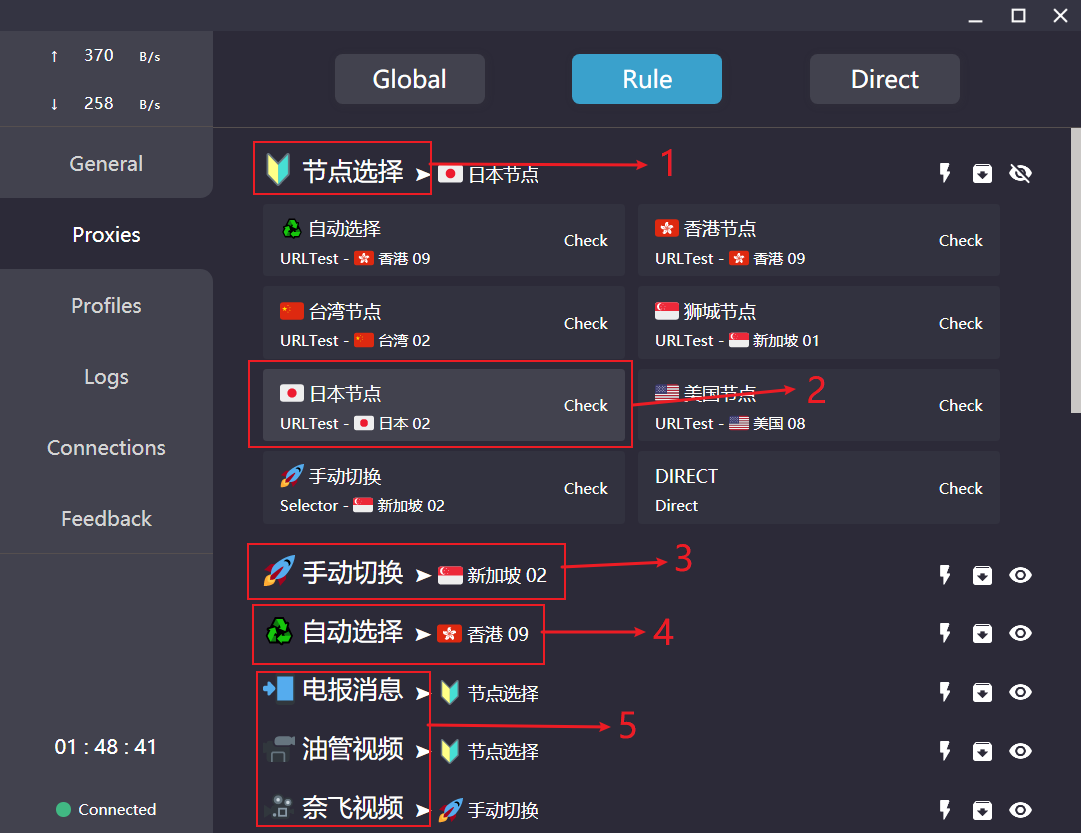 ↑ 370 B/s
↓ 258 B/s
General
Proxies
Profiles
Logs
Connections
Feedback
01 : 48 : 41
Connected
Global Rule Direct
节点选择 ➤ 日本节点 1
自动选择
URLTest - 香港 09
Check
香港节点
URLTest - 香港 09
Check
台湾节点
URLTest - 台湾 02
Check
狮城节点
URLTest - 新加坡 01
Check
日本节点
URLTest - 日本 02
Check
2
美国节点
URLTest - 美国 08
Check
手动切换
Selector - 新加坡 02
Check
DIRECT
Direct
Check
手动切换 ➤ 新加坡 02 3
自动选择 ➤ 香港 09 4
电报消息 ➤ 节点选择
油管视频 ➤ 节点选择 5
奈飞视频 ➤ 手动切换